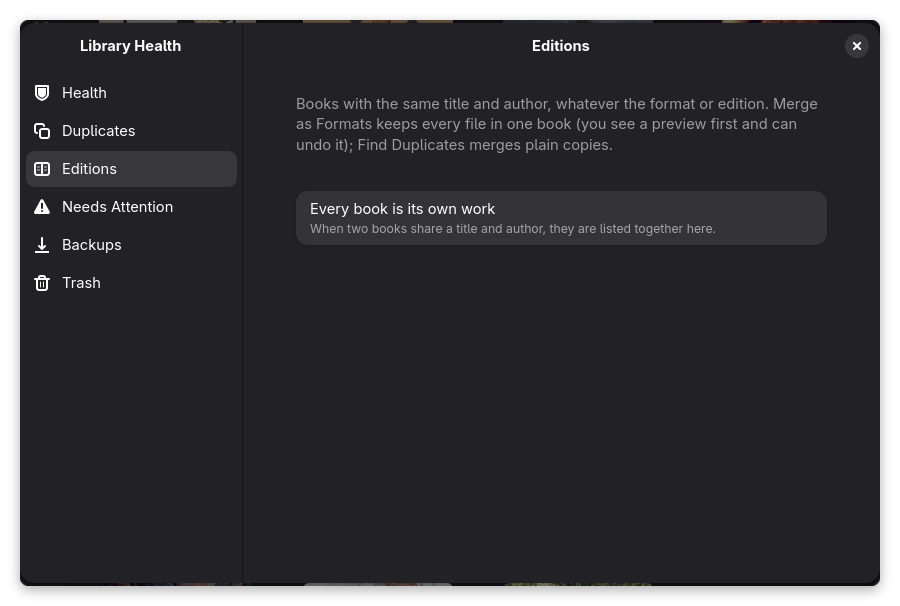 Library Health
Editions
Health
Duplicates
Editions
Needs Attention
Backups
Trash
Books with the same title and author, whatever the format or edition. Merge
as Formats keeps every file in one book (you see a preview first and can
undo it); Find Duplicates merges plain copies.
Every book is its own work
When two books share a title and author, they are listed together here.